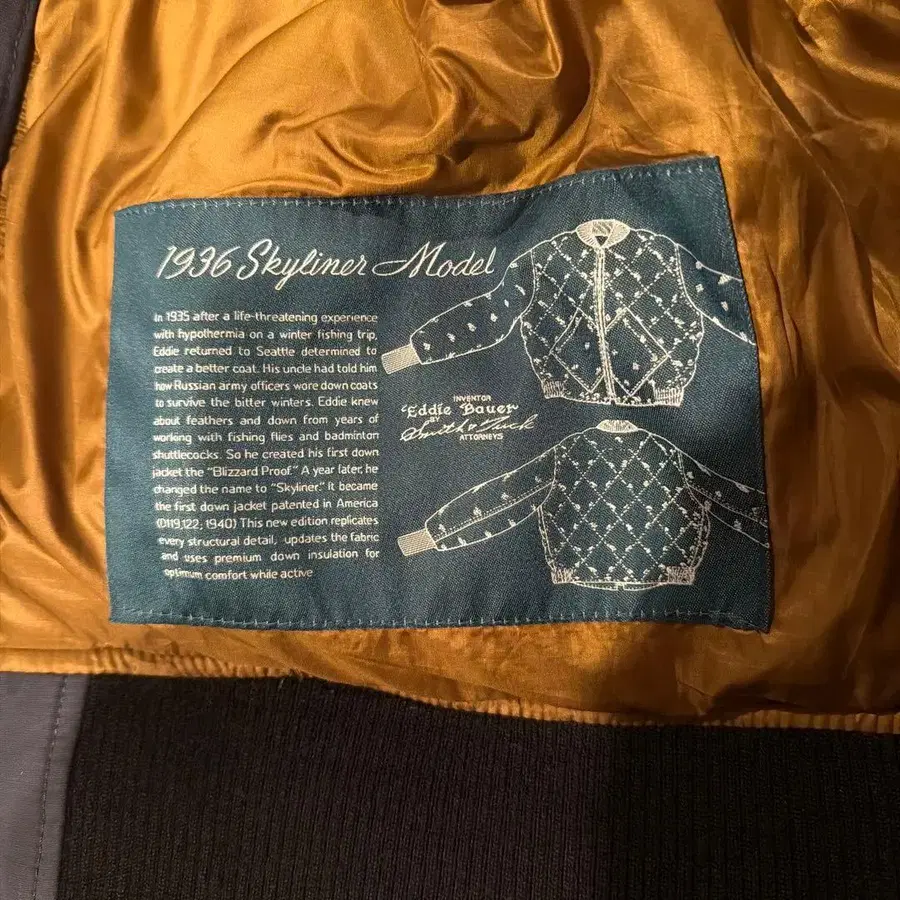 1936 Skyliner Model
In 1935 after a life-threatening experience
with hypothermia on a winter fishing trip,
Eddie returned to Seattle determined to
create a better coat. His uncle had told him
how Russian army officers wore down coats
to survive the bitter winters. Eddie knew
about feathers and down from years of
working with fishing flies and badminton
shuttlecocks. So he created his first down
jacket the "Blizzard Proof." A year later, he
changed the name to "Skyliner." It became
the first down jacket patented in America
(D119,122, 1940) This new edition replicates
every structural detail, updates the fabric
and uses premium down insulation for
optimum comfort while active
INVENTOR
"Eddie Bauer
BY
Smith & Tuck
ATTORNEYS